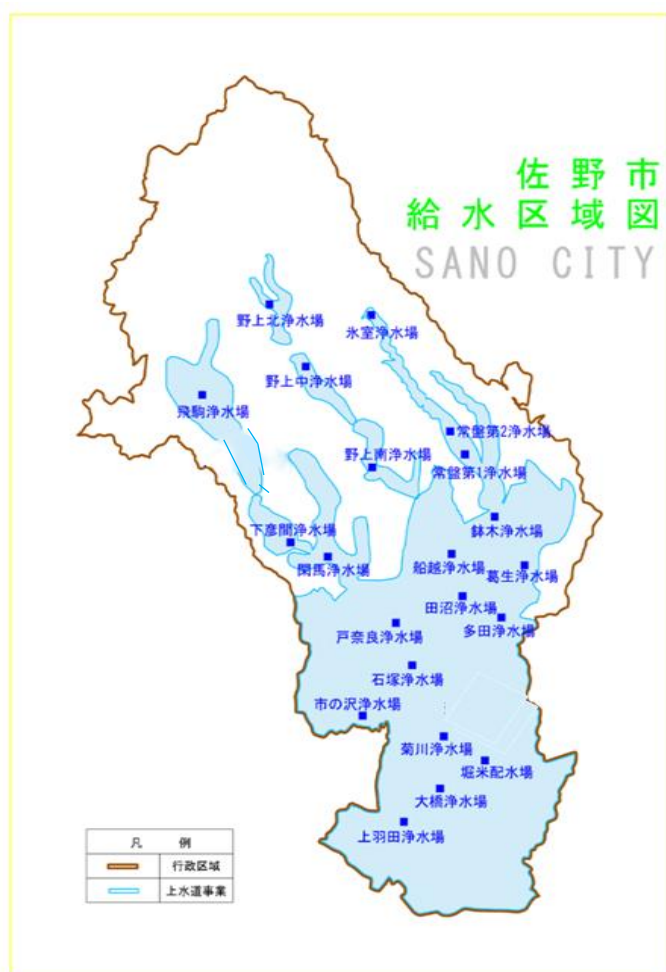 佐野市
給水区域図
SANO CITY
野上北浄水場
氷室浄水場
野上中浄水場
飛駒浄水場
常盤第2浄水場
野上南浄水場
常盤第1浄水場
鉢木浄水場
下彦間浄水場
閑馬浄水場
船越浄水場
葛生浄水場
田沼浄水場
多田浄水場
戸奈良浄水場
石塚浄水場
市の沢浄水場
菊川浄水場
堀米配水場
大橋浄水場
上羽田浄水場
凡 例
行政区域
上水道事業